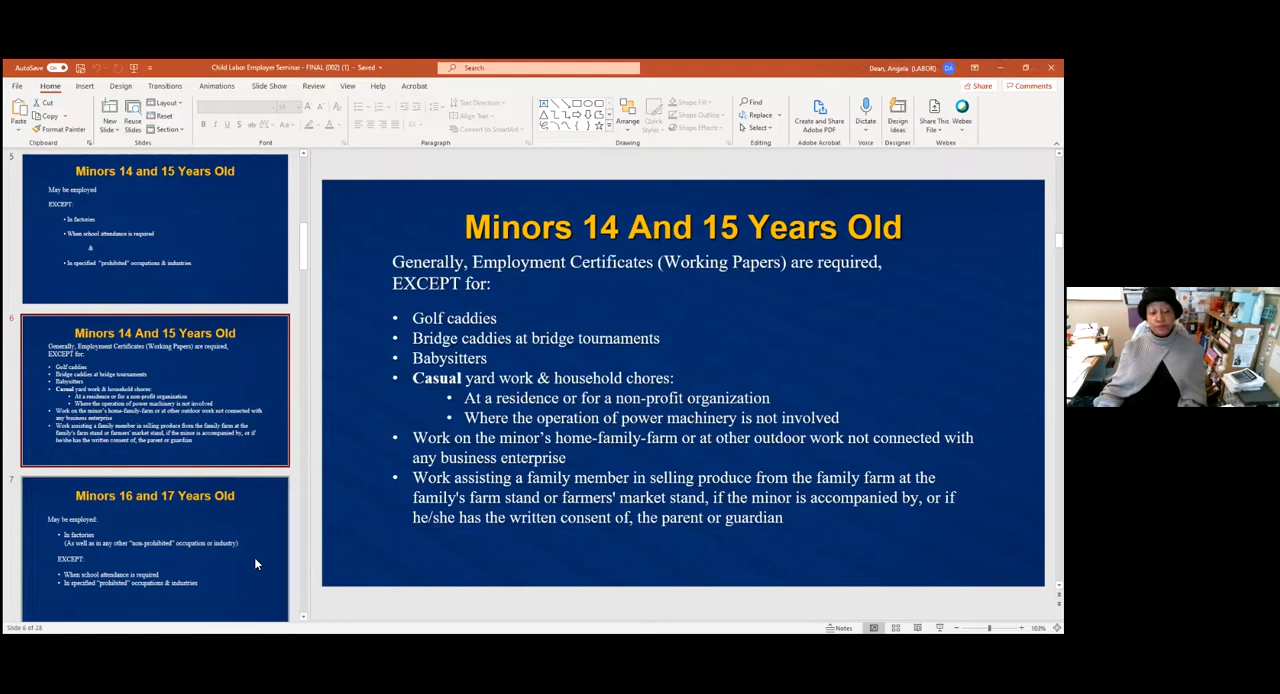 AutoSave On
Child Labor Employer Seminar - FINAL (002) (1) - Saved
Search
Dean, Angela (LABOR)
DA
File Home Insert Design Transitions Animations Slide Show Review View Help Acrobat
Share
Comments
Paste
Cut
Copy
Format Painter
Clipboard
New Slide
Reuse Slides
Layout
Reset
Section
Slides
Font
Text Direction
Align Text
Convert to SmartArt
Paragraph
Arrange
Quick Styles
Shape Fill
Shape Outline
Shape Effects
Drawing
Find
Replace
Select
Editing
Create and Share Adobe PDF
Adobe Acrobat
Dictate
Voice
Design Ideas
Designer
Share This File
Webex
Webex
5
Minors 14 and 15 Years Old
May be employed
EXCEPT:
• In factories
• When school attendance is required
&
• In specified “prohibited” occupations & industries
6
Minors 14 And 15 Years Old
Generally, Employment Certificates (Working Papers) are required,
EXCEPT for:
• Golf caddies
• Bridge caddies at bridge tournaments
• Babysitters
• Casual yard work & household chores:
• At a residence or for a non-profit organization
• Where the operation of power machinery is not involved
• Work on the minor’s home-family-farm or at other outdoor work not connected with
any business enterprise
• Work assisting a family member in selling produce from the family farm at the
family's farm stand or farmers' market stand, if the minor is accompanied by, or if
he/she has the written consent of, the parent or guardian
7
Minors 16 and 17 Years Old
May be employed:
• In factories
(As well as in any other “non-prohibited” occupation or industry)
EXCEPT:
• When school attendance is required
• In specified “prohibited” occupations & industries
Minors 14 And 15 Years Old
Generally, Employment Certificates (Working Papers) are required,
EXCEPT for:
• Golf caddies
• Bridge caddies at bridge tournaments
• Babysitters
• Casual yard work & household chores:
• At a residence or for a non-profit organization
• Where the operation of power machinery is not involved
• Work on the minor’s home-family-farm or at other outdoor work not connected with
any business enterprise
• Work assisting a family member in selling produce from the family farm at the
family's farm stand or farmers' market stand, if the minor is accompanied by, or if
he/she has the written consent of, the parent or guardian
Slide 6 of 28
Notes
103%